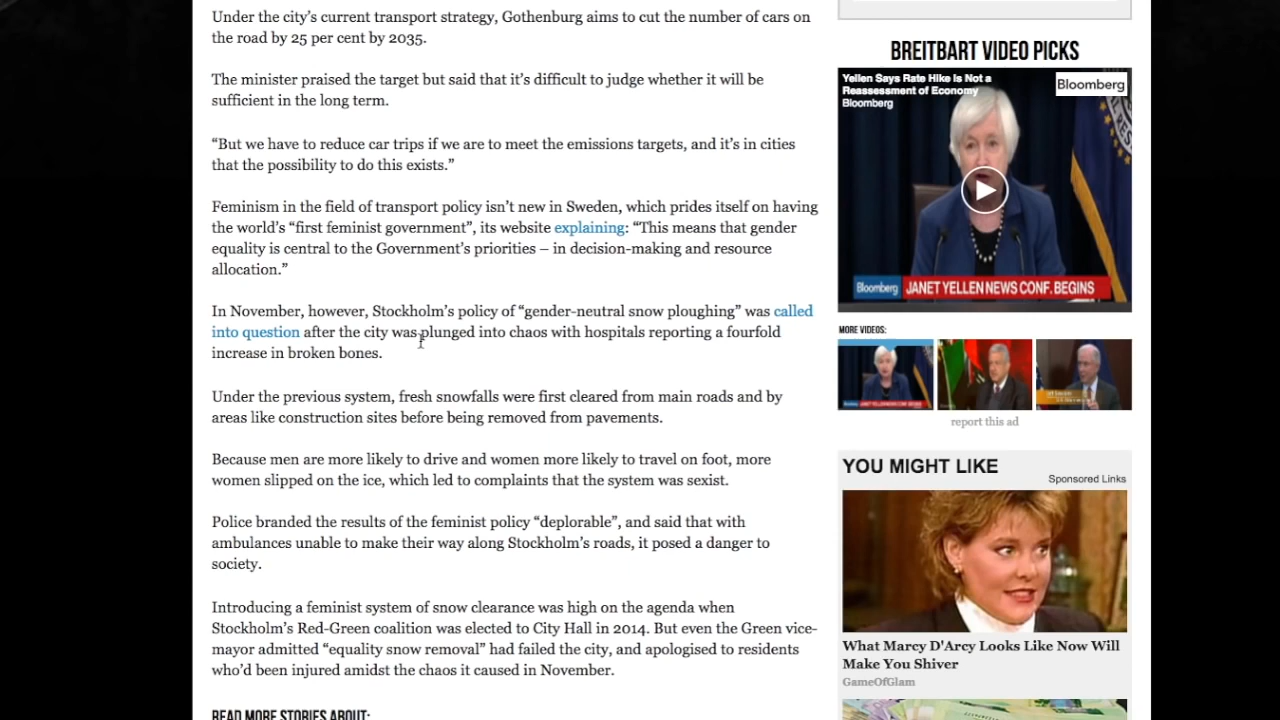 Under the city's current transport strategy, Gothenburg aims to cut the number of cars on
the road by 25 per cent by 2035.
The minister praised the target but said that it's difficult to judge whether it will be
sufficient in the long term.
“But we have to reduce car trips if we are to meet the emissions targets, and it's in cities
that the possibility to do this exists.”
Feminism in the field of transport policy isn't new in Sweden, which prides itself on having
the world's “first feminist government”, its website explaining: “This means that gender
equality is central to the Government's priorities – in decision-making and resource
allocation.”
In November, however, Stockholm's policy of “gender-neutral snow ploughing” was called
into question after the city was plunged into chaos with hospitals reporting a fourfold
increase in broken bones.
Under the previous system, fresh snowfalls were first cleared from main roads and by
areas like construction sites before being removed from pavements.
Because men are more likely to drive and women more likely to travel on foot, more
women slipped on the ice, which led to complaints that the system was sexist.
Police branded the results of the feminist policy “deplorable”, and said that with
ambulances unable to make their way along Stockholm's roads, it posed a danger to
society.
Introducing a feminist system of snow clearance was high on the agenda when
Stockholm's Red-Green coalition was elected to City Hall in 2014. But even the Green vice-
mayor admitted “equality snow removal” had failed the city, and apologised to residents
who'd been injured amidst the chaos it caused in November.
READ MORE STORIES ABOUT:
BREITBART VIDEO PICKS
Yellen Says Rate Hike Is Not a
Reassessment of Economy
Bloomberg
Bloomberg
Bloomberg JANET YELLEN NEWS CONF. BEGINS
MORE VIDEOS:
report this ad
YOU MIGHT LIKE
Sponsored Links
What Marcy D'Arcy Looks Like Now Will
Make You Shiver
GameOfGlam